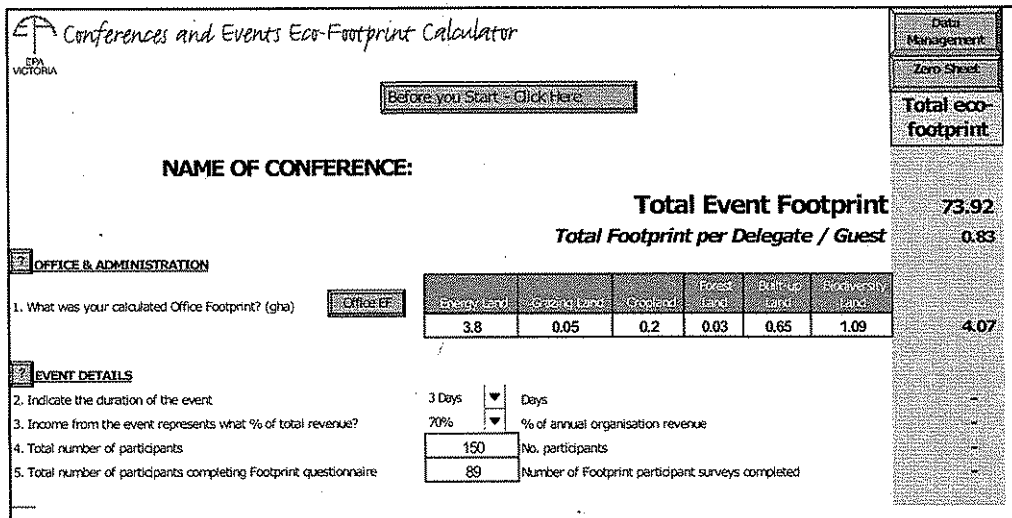 Conferences and Events Eco-Footprint Calculator
EPA
VICTORIA
Data
Management
Zero Sheet
Before you Start - Click Here
Total eco-
footprint
NAME OF CONFERENCE:
Total Event Footprint 73.92
Total Footprint per Delegate / Guest 0.83
? OFFICE & ADMINISTRATION
1. What was your calculated Office Footprint? (gha) Office EF
Energy Land Grazing Land Cropland Forest Land Built-up Land Biodiversity Land
3.8 0.05 0.2 0.03 0.65 1.09 4.07
? EVENT DETAILS
2. Indicate the duration of the event 3 Days Days -
3. Income from the event represents what % of total revenue? 70% % of annual organisation revenue -
4. Total number of participants 150 No. participants -
5. Total number of participants completing Footprint questionnaire 89 Number of Footprint participant surveys completed -